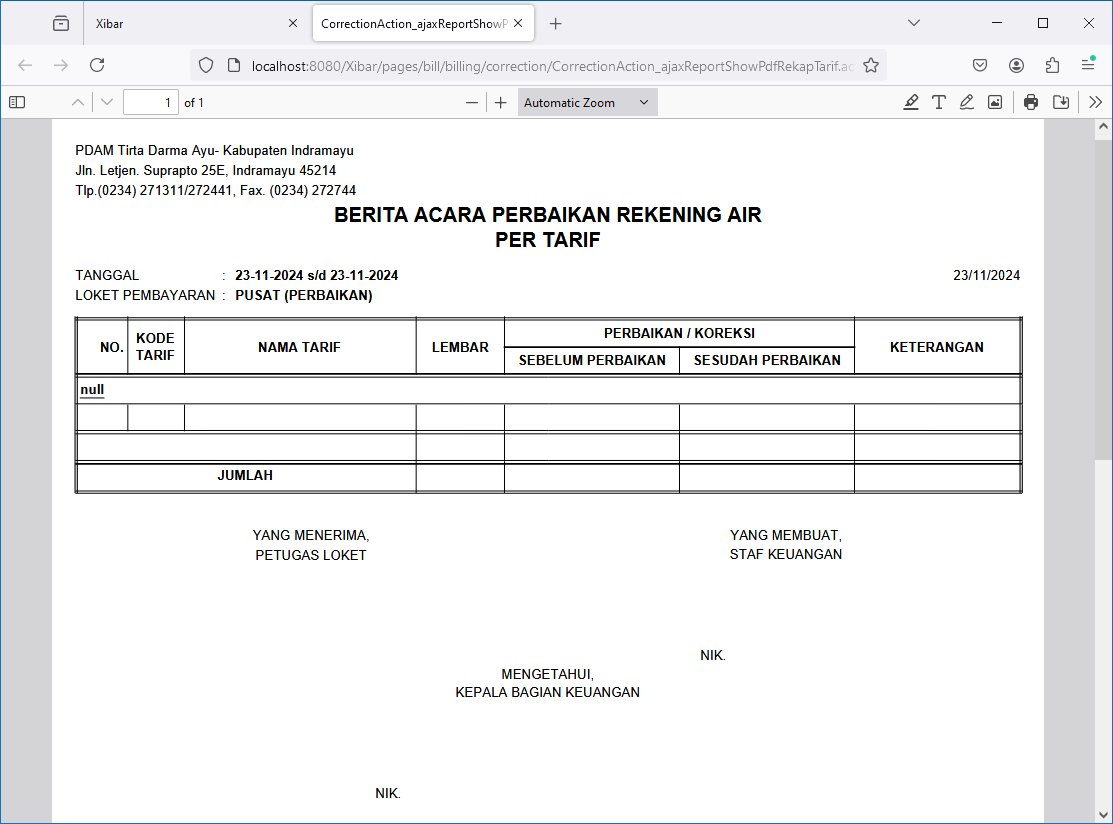 Xibar
CorrectionAction_ajaxReportShowP
localhost:8080/Xibar/pages/bill/billing/correction/CorrectionAction_ajaxReportShowPdfRekapTarif.ac
1 of 1
Automatic Zoom
PDAM Tirta Darma Ayu- Kabupaten Indramayu
Jln. Letjen. Suprapto 25E, Indramayu 45214
Tlp.(0234) 271311/272441, Fax. (0234) 272744
BERITA ACARA PERBAIKAN REKENING AIR
PER TARIF
TANGGAL : 23-11-2024 s/d 23-11-2024 23/11/2024
LOKET PEMBAYARAN : PUSAT (PERBAIKAN)
NO. KODE TARIF NAMA TARIF LEMBAR PERBAIKAN / KOREKSI KETERANGAN
SEBELUM PERBAIKAN SESUDAH PERBAIKAN
null
JUMLAH
YANG MENERIMA, YANG MEMBUAT,
PETUGAS LOKET STAF KEUANGAN
NIK.
MENGETAHUI,
KEPALA BAGIAN KEUANGAN
NIK.